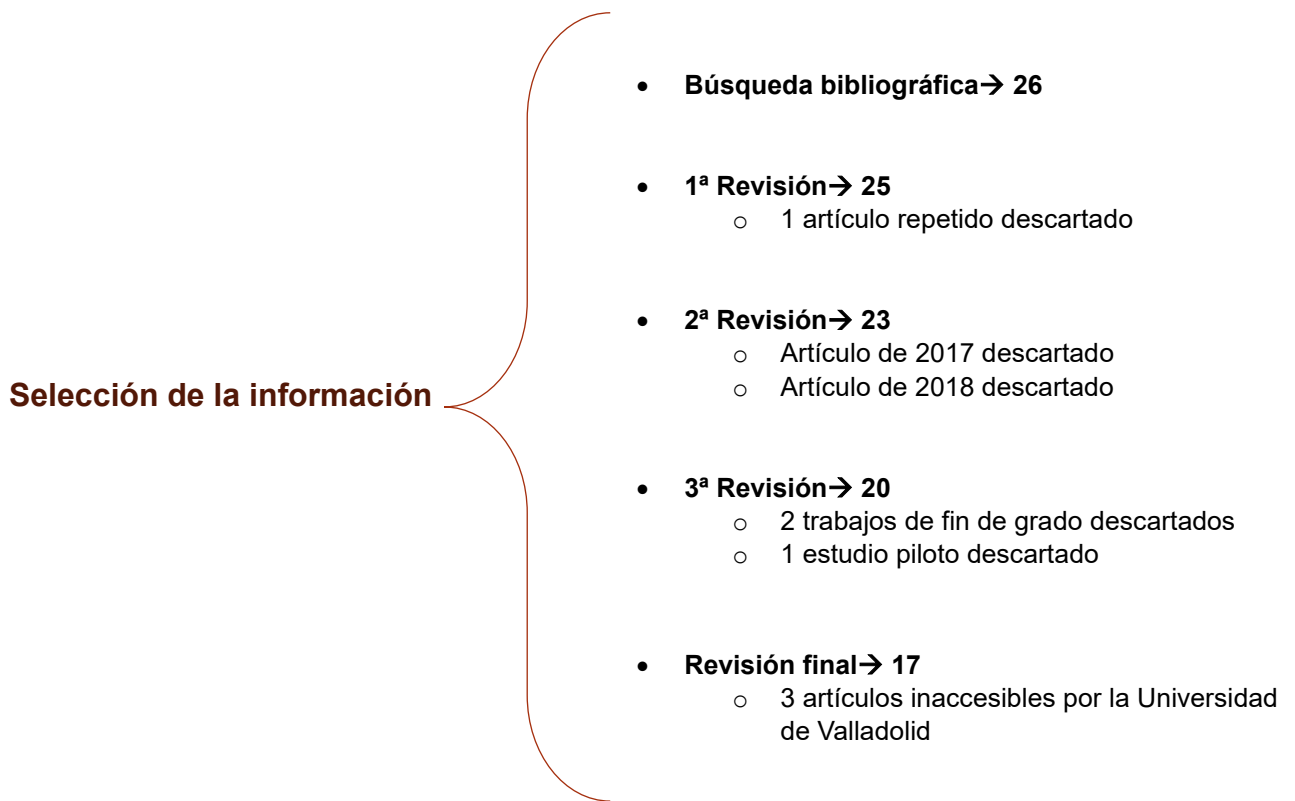 Selección de la información
• Búsqueda bibliográfica→ 26
• 1ª Revisión→ 25
o 1 artículo repetido descartado
• 2ª Revisión→ 23
o Artículo de 2017 descartado
o Artículo de 2018 descartado
• 3ª Revisión→ 20
o 2 trabajos de fin de grado descartados
o 1 estudio piloto descartado
• Revisión final→ 17
o 3 artículos inaccesibles por la Universidad
de Valladolid